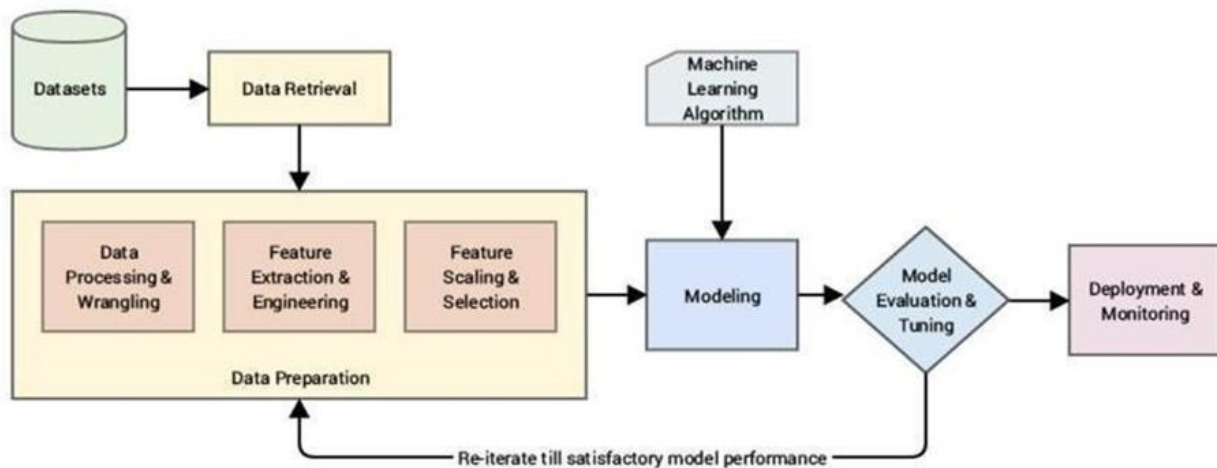 Datasets
Data Retrieval
Machine
Learning
Algorithm
Data
Processing &
Wrangling
Feature
Extraction &
Engineering
Feature
Scaling &
Selection
Data Preparation
Modeling
Model
Evaluation &
Tuning
Deployment &
Monitoring
Re-iterate till satisfactory model performance